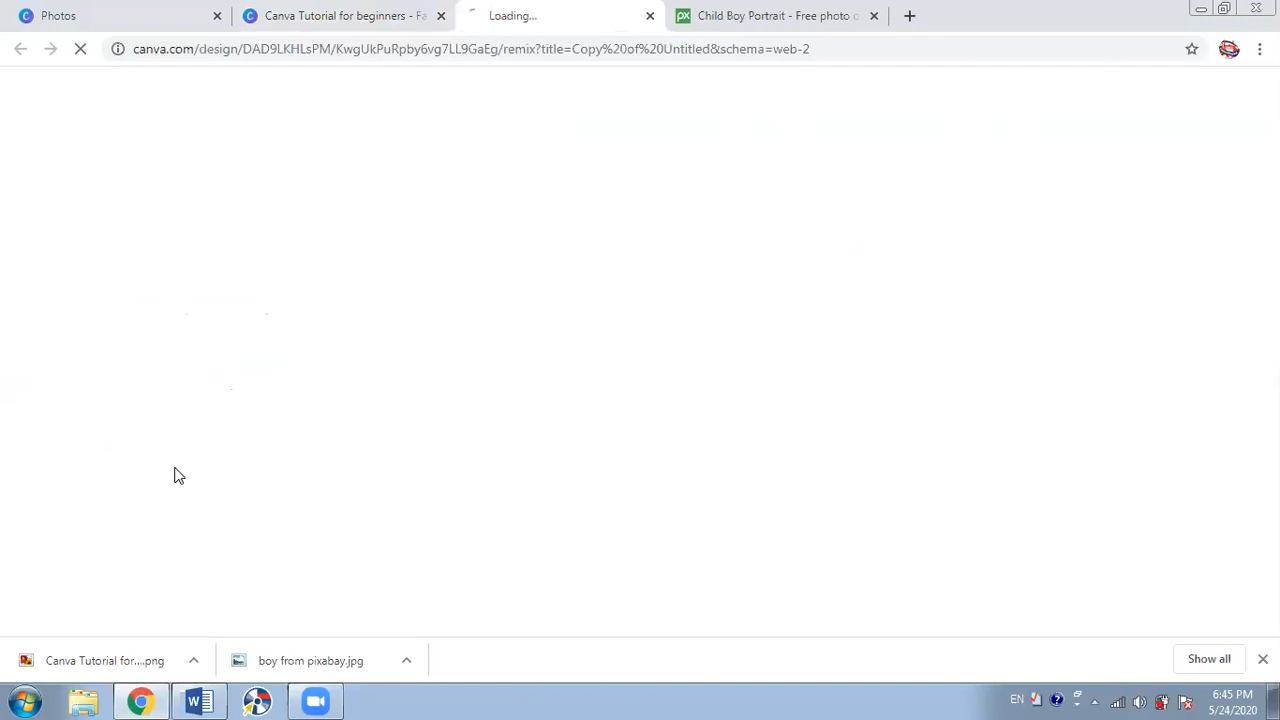 Photos
Canva Tutorial for beginners - Fa
Loading...
Child Boy Portrait - Free photo o
canva.com/design/DAD9LKHLsPM/KwgUkPuRpby6vg7LL9GaEg/remix?title=Copy%20of%20Untitled&schema=web-2
Canva Tutorial for....png
boy from pixabay.jpg
Show all
EN
6:45 PM
5/24/2020